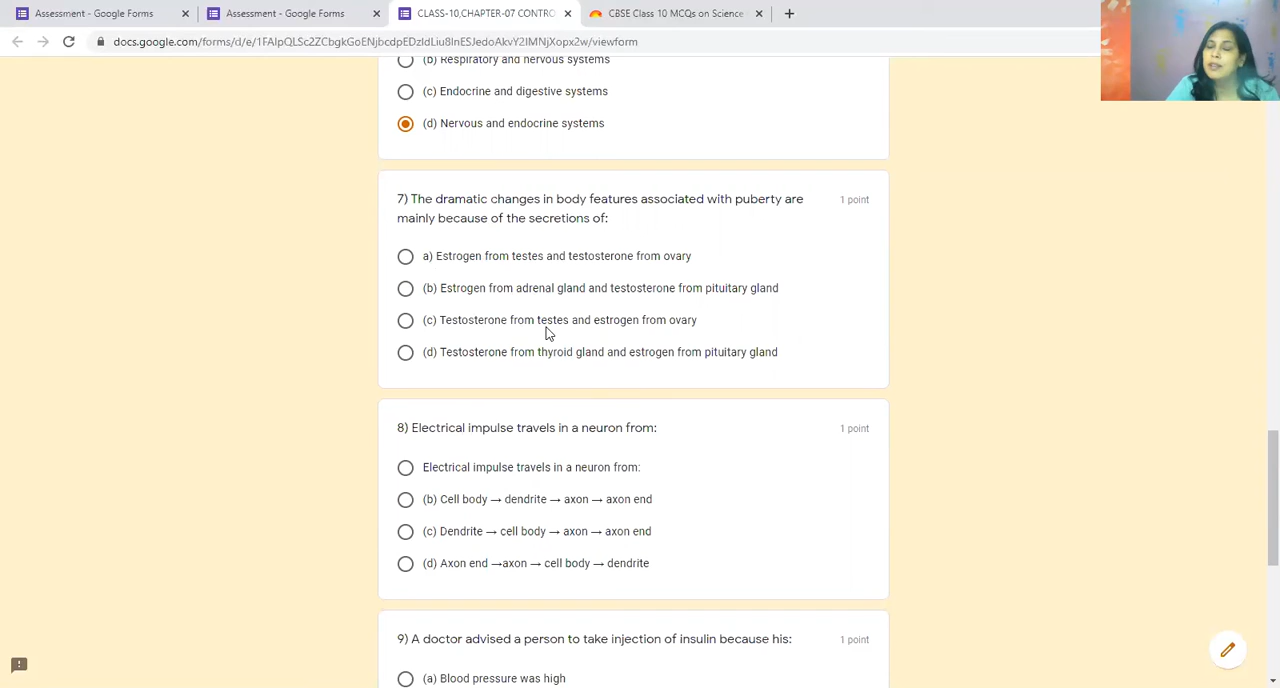 Assessment - Google Forms
Assessment - Google Forms
CLASS-10,CHAPTER-07 CONTRO
CBSE Class 10 MCQs on Science
docs.google.com/forms/d/e/1FAIpQLSc2ZCbgkGoENjbcdpEDzIdLiu8lnESJedoAkvY2IMNjXopx2w/viewform
(b) Respiratory and nervous systems
(c) Endocrine and digestive systems
(d) Nervous and endocrine systems
7) The dramatic changes in body features associated with puberty are
mainly because of the secretions of:
1 point
a) Estrogen from testes and testosterone from ovary
(b) Estrogen from adrenal gland and testosterone from pituitary gland
(c) Testosterone from testes and estrogen from ovary
(d) Testosterone from thyroid gland and estrogen from pituitary gland
8) Electrical impulse travels in a neuron from:
1 point
Electrical impulse travels in a neuron from:
(b) Cell body → dendrite → axon → axon end
(c) Dendrite → cell body → axon → axon end
(d) Axon end →axon → cell body → dendrite
9) A doctor advised a person to take injection of insulin because his:
1 point
(a) Blood pressure was high